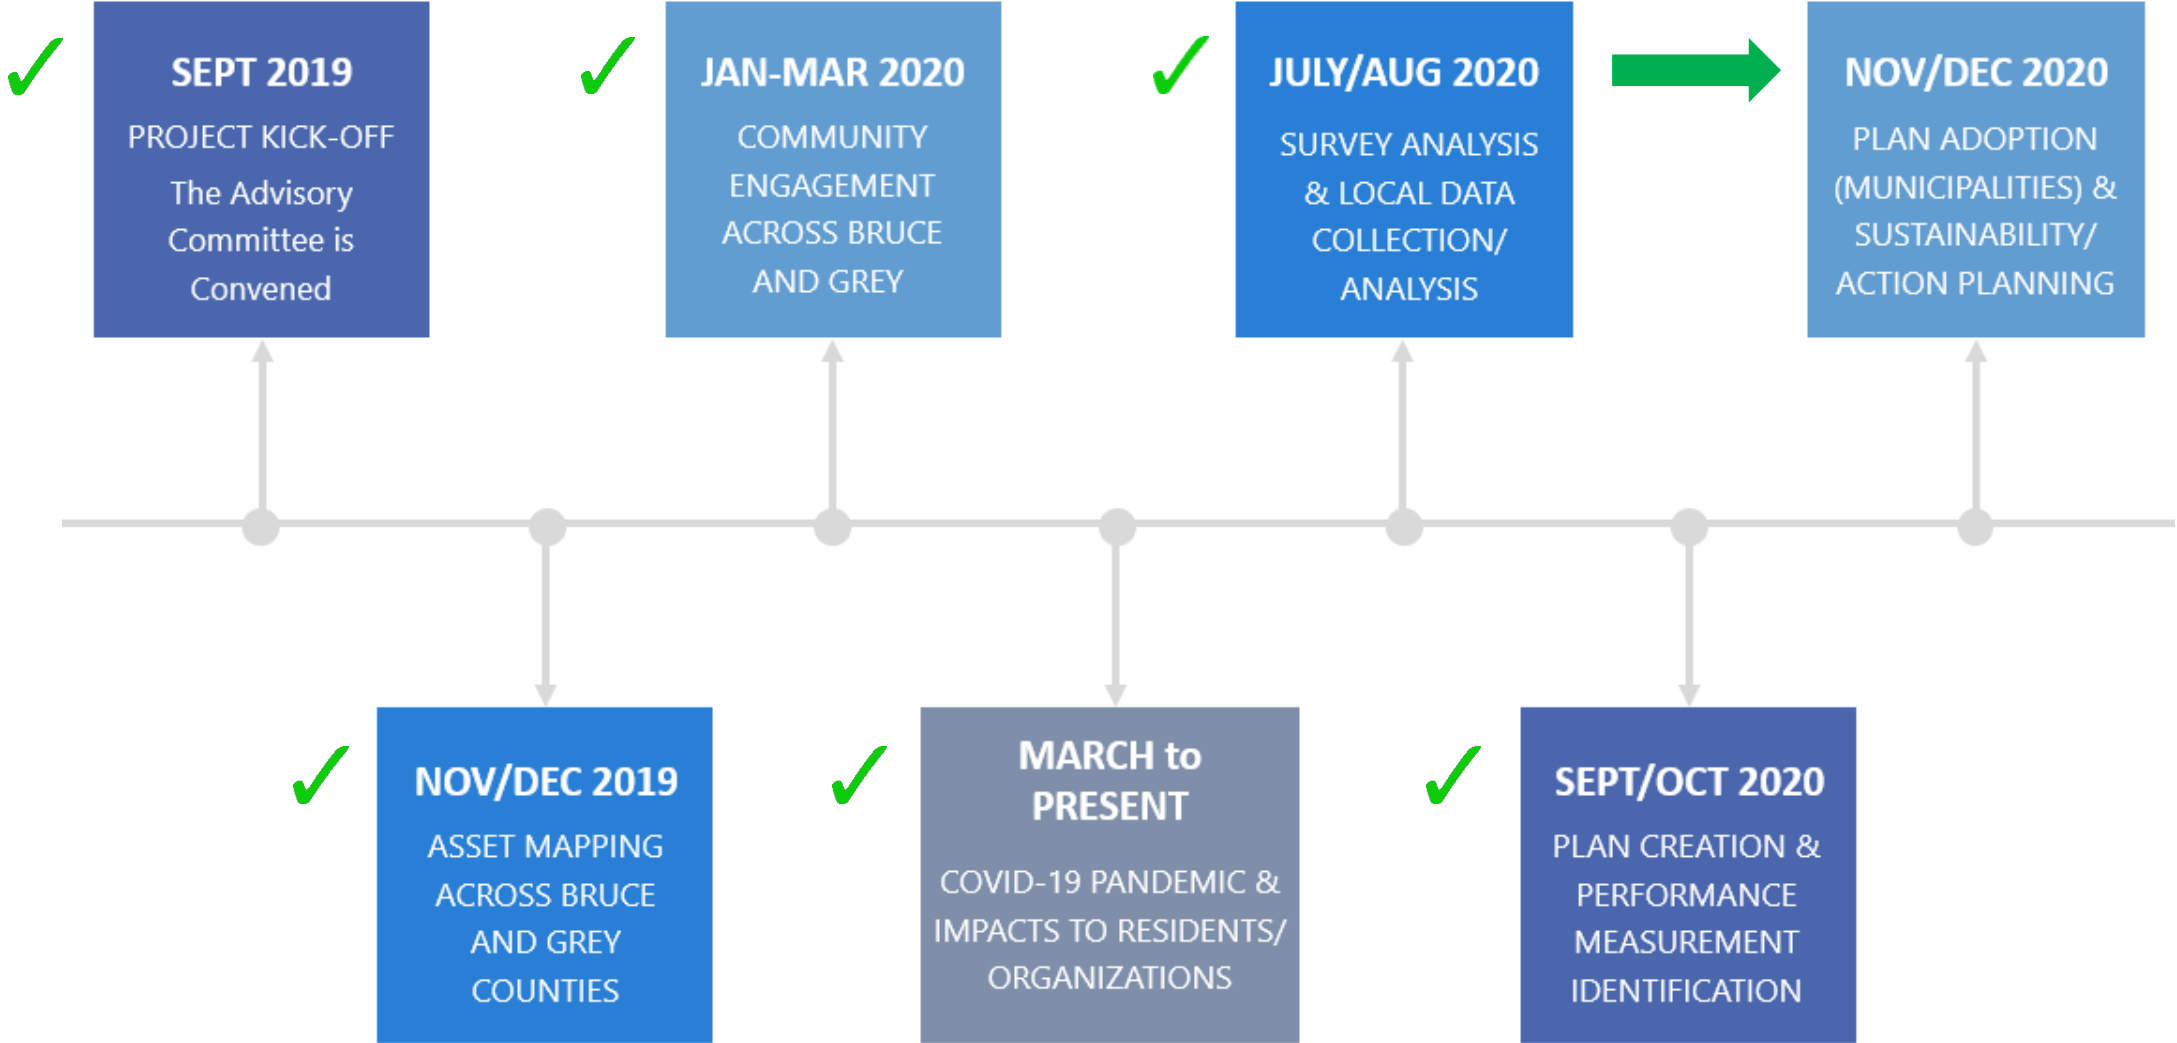 SEPT 2019
PROJECT KICK-OFF
The Advisory
Committee is
Convened
NOV/DEC 2019
ASSET MAPPING
ACROSS BRUCE
AND GREY
COUNTIES
JAN-MAR 2020
COMMUNITY
ENGAGEMENT
ACROSS BRUCE
AND GREY
MARCH to
PRESENT
COVID-19 PANDEMIC &
IMPACTS TO RESIDENTS/
ORGANIZATIONS
JULY/AUG 2020
SURVEY ANALYSIS
& LOCAL DATA
COLLECTION/
ANALYSIS
SEPT/OCT 2020
PLAN CREATION &
PERFORMANCE
MEASUREMENT
IDENTIFICATION
NOV/DEC 2020
PLAN ADOPTION
(MUNICIPALITIES) &
SUSTAINABILITY/
ACTION PLANNING